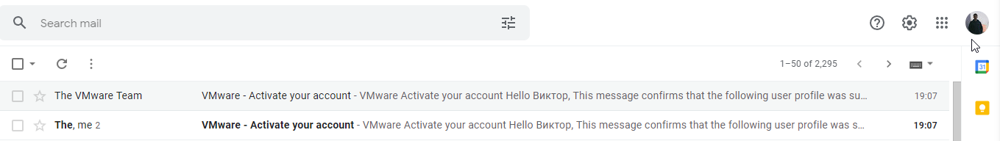 Search mail
1–50 of 2,295
31
The VMware Team VMware - Activate your account - VMware Activate your account Hello Виктор, This message confirms that the following user profile was su… 19:07
The, me 2 VMware - Activate your account - VMware Activate your account Hello Виктор, This message confirms that the following user profile was s… 19:07